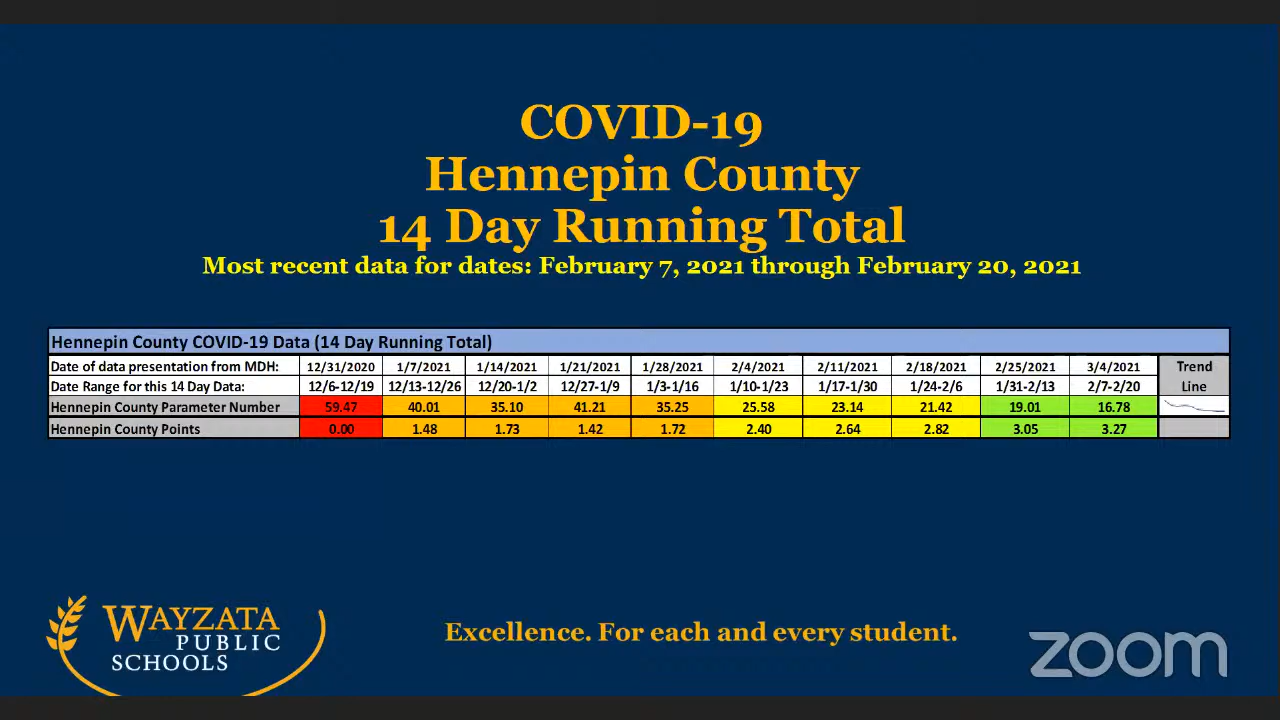 COVID-19
Hennepin County
14 Day Running Total
Most recent data for dates: February 7, 2021 through February 20, 2021
Hennepin County COVID-19 Data (14 Day Running Total)
Date of data presentation from MDH: 12/31/2020 1/7/2021 1/14/2021 1/21/2021 1/28/2021 2/4/2021 2/11/2021 2/18/2021 2/25/2021 3/4/2021 Trend
Date Range for this 14 Day Data: 12/6-12/19 12/13-12/26 12/20-1/2 12/27-1/9 1/3-1/16 1/10-1/23 1/17-1/30 1/24-2/6 1/31-2/13 2/7-2/20 Line
Hennepin County Parameter Number 59.47 40.01 35.10 41.21 35.25 25.58 23.14 21.42 19.01 16.78
Hennepin County Points 0.00 1.48 1.73 1.42 1.72 2.40 2.64 2.82 3.05 3.27
WAYZATA
PUBLIC
SCHOOLS
Excellence. For each and every student.
zoom